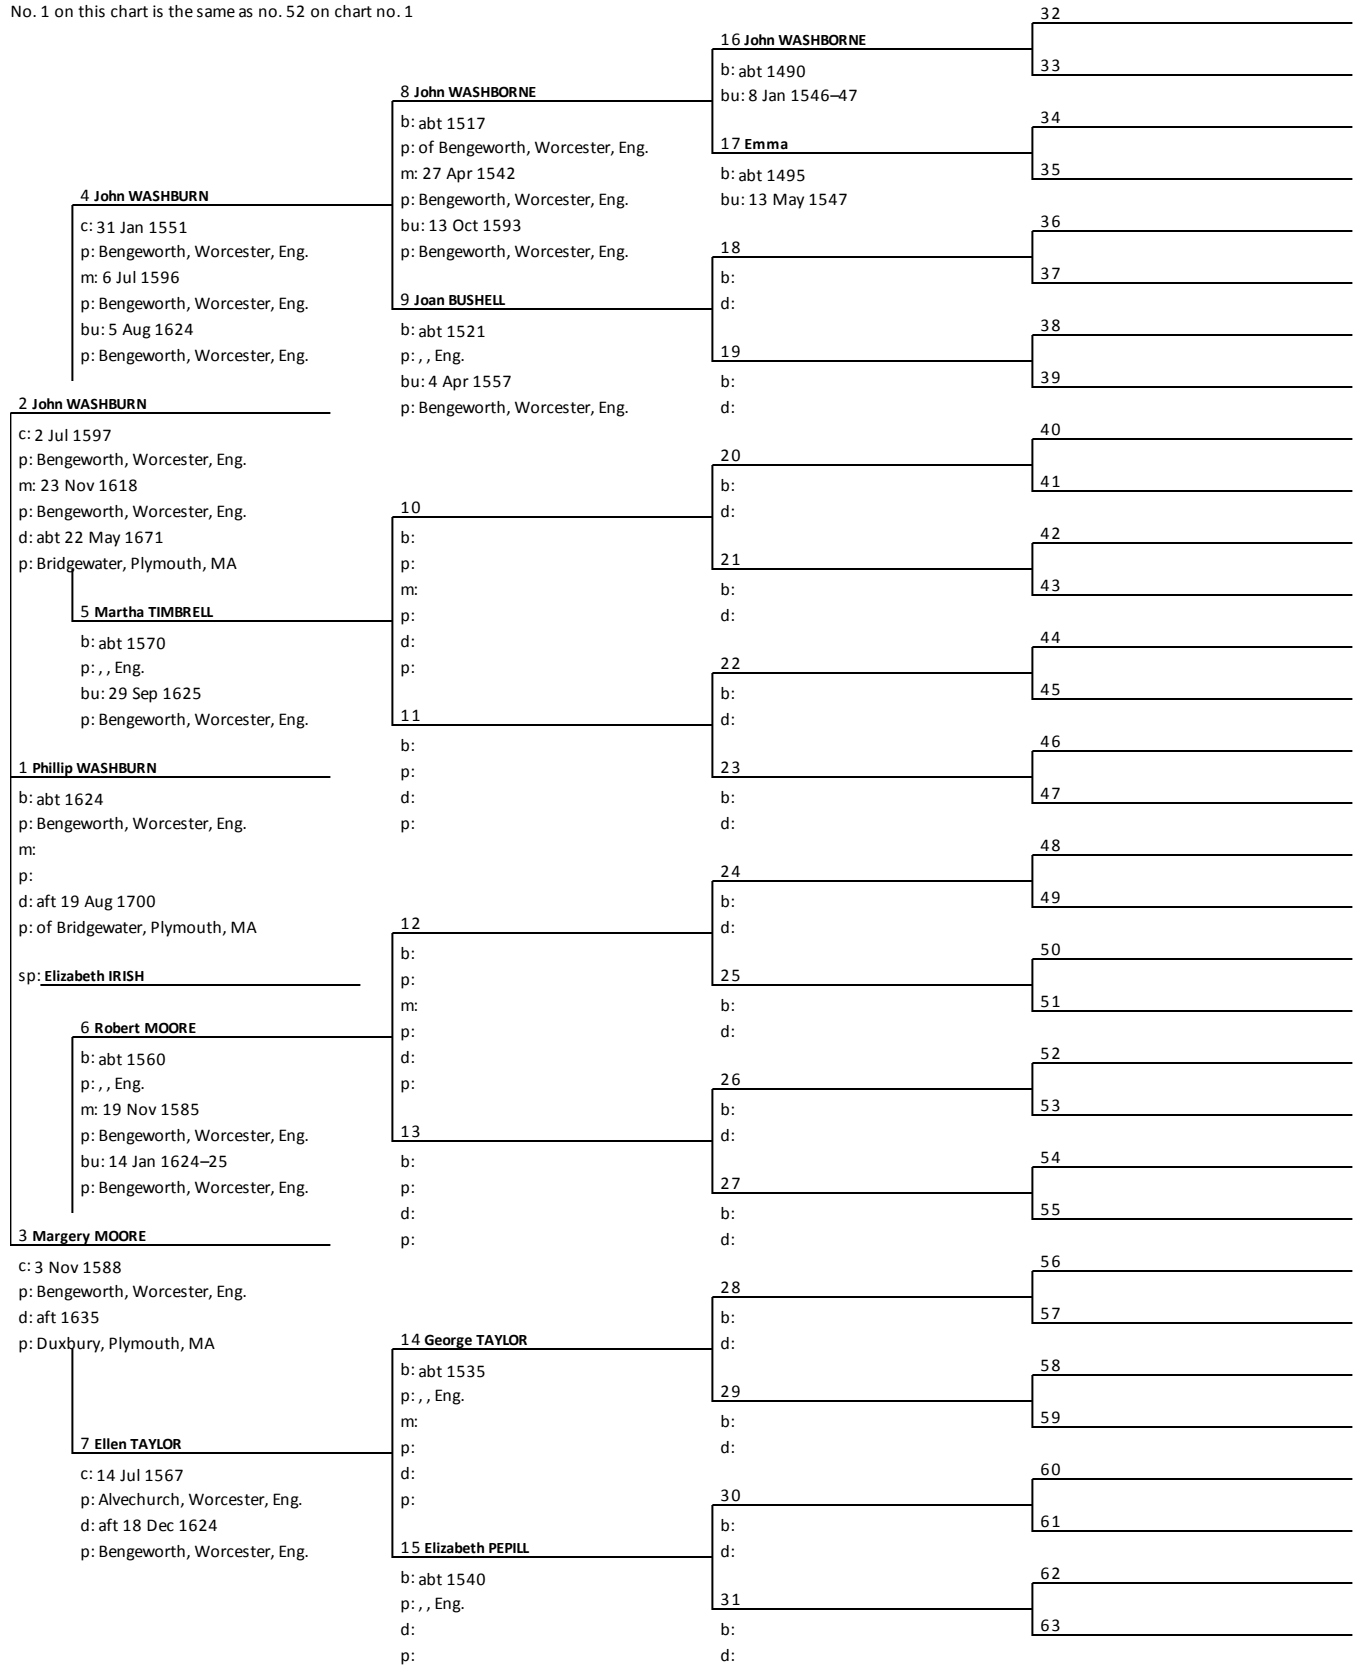 No. 1 on this chart is the same as no. 52 on chart no. 1
4 John WASHBURN
c: 31 Jan 1551
p: Bengeworth, Worcester, Eng.
m: 6 Jul 1596
p: Bengeworth, Worcester, Eng.
bu: 5 Aug 1624
p: Bengeworth, Worcester, Eng.
2 John WASHBURN
c: 2 Jul 1597
p: Bengeworth, Worcester, Eng.
m: 23 Nov 1618
p: Bengeworth, Worcester, Eng.
d: abt 22 May 1671
p: Bridgewater, Plymouth, MA
5 Martha TIMBRELL
b: abt 1570
p: , , Eng.
bu: 29 Sep 1625
p: Bengeworth, Worcester, Eng.
1 Phillip WASHBURN
b: abt 1624
p: Bengeworth, Worcester, Eng.
m:
p:
d: aft 19 Aug 1700
p: of Bridgewater, Plymouth, MA
sp: Elizabeth IRISH
6 Robert MOORE
b: abt 1560
p: , , Eng.
m: 19 Nov 1585
p: Bengeworth, Worcester, Eng.
bu: 14 Jan 1624–25
p: Bengeworth, Worcester, Eng.
3 Margery MOORE
c: 3 Nov 1588
p: Bengeworth, Worcester, Eng.
d: aft 1635
p: Duxbury, Plymouth, MA
7 Ellen TAYLOR
c: 14 Jul 1567
p: Alvechurch, Worcester, Eng.
d: aft 18 Dec 1624
p: Bengeworth, Worcester, Eng.
8 John WASHBORNE
b: abt 1517
p: of Bengeworth, Worcester, Eng.
m: 27 Apr 1542
p: Bengeworth, Worcester, Eng.
bu: 13 Oct 1593
p: Bengeworth, Worcester, Eng.
9 Joan BUSHELL
b: abt 1521
p: , , Eng.
bu: 4 Apr 1557
p: Bengeworth, Worcester, Eng.
10
b:
p:
m:
p:
d:
p:
11
b:
p:
d:
p:
12
b:
p:
m:
p:
d:
p:
13
b:
p:
d:
p:
14 George TAYLOR
b: abt 1535
p: , , Eng.
m:
p:
d:
p:
15 Elizabeth PEPILL
b: abt 1540
p: , , Eng.
d:
p:
16 John WASHBORNE
b: abt 1490
bu: 8 Jan 1546–47
17 Emma
b: abt 1495
bu: 13 May 1547
18
b:
d:
19
b:
d:
20
b:
d:
21
b:
d:
22
b:
d:
23
b:
d:
24
b:
d:
25
b:
d:
26
b:
d:
27
b:
d:
28
b:
d:
29
b:
d:
30
b:
d:
31
b:
d:
32
33
34
35
36
37
38
39
40
41
42
43
44
45
46
47
48
49
50
51
52
53
54
55
56
57
58
59
60
61
62
63